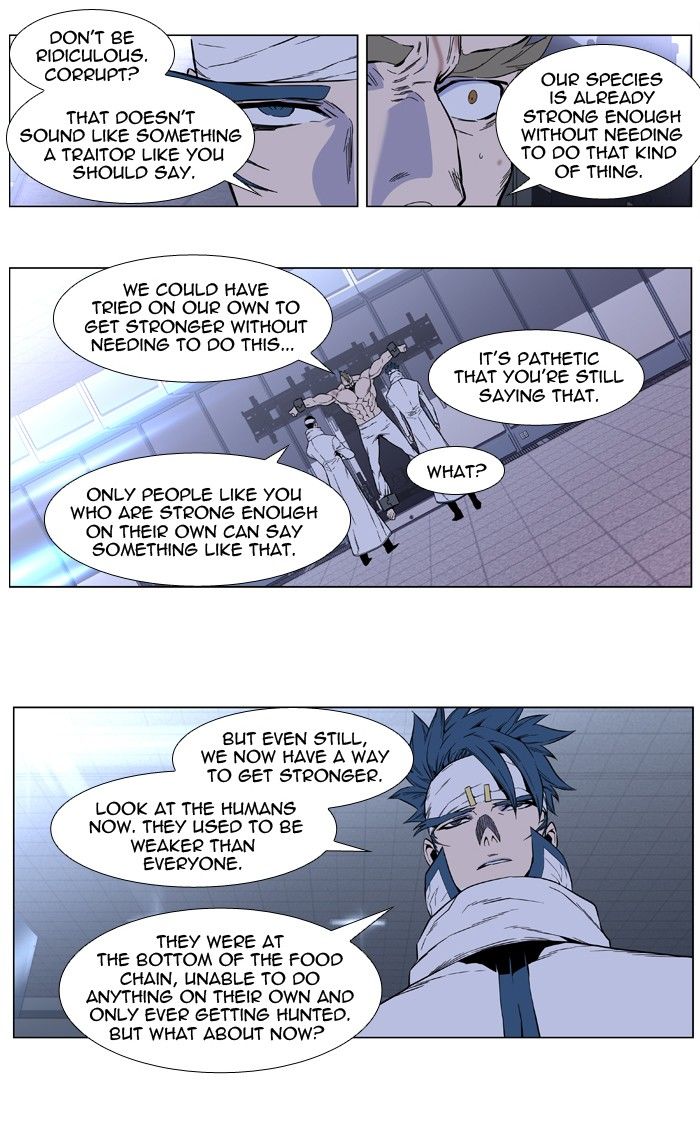 DON'T BE
RIDICULOUS.
CORRUPT?
THAT DOESN'T
SOUND LIKE SOMETHING
A TRAITOR LIKE YOU
SHOULD SAY.
OUR SPECIES
IS ALREADY
STRONG ENOUGH
WITHOUT NEEDING
TO DO THAT KIND
OF THING.
WE COULD HAVE
TRIED ON OUR OWN TO
GET STRONGER WITHOUT
NEEDING TO DO THIS...
IT'S PATHETIC
THAT YOU'RE STILL
SAYING THAT.
WHAT?
ONLY PEOPLE LIKE YOU
WHO ARE STRONG ENOUGH
ON THEIR OWN CAN SAY
SOMETHING LIKE THAT.
BUT EVEN STILL,
WE NOW HAVE A WAY
TO GET STRONGER.
LOOK AT THE HUMANS
NOW. THEY USED TO BE
WEAKER THAN
EVERYONE.
THEY WERE AT
THE BOTTOM OF THE FOOD
CHAIN, UNABLE TO DO
ANYTHING ON THEIR OWN AND
ONLY EVER GETTING HUNTED.
BUT WHAT ABOUT NOW?